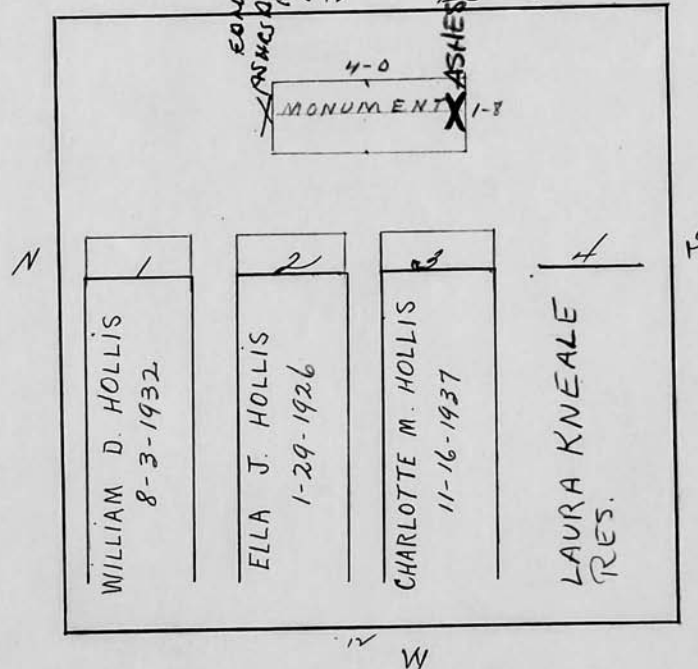 4-0
MONUMENT
1-8
X ASHES
X
N
1
2
3
4
WILLIAM D. HOLLIS
8-3-1932
ELLA J. HOLLIS
1-29-1926
CHARLOTTE M. HOLLIS
11-16-1937
LAURA KNEALE
RES.
12
W